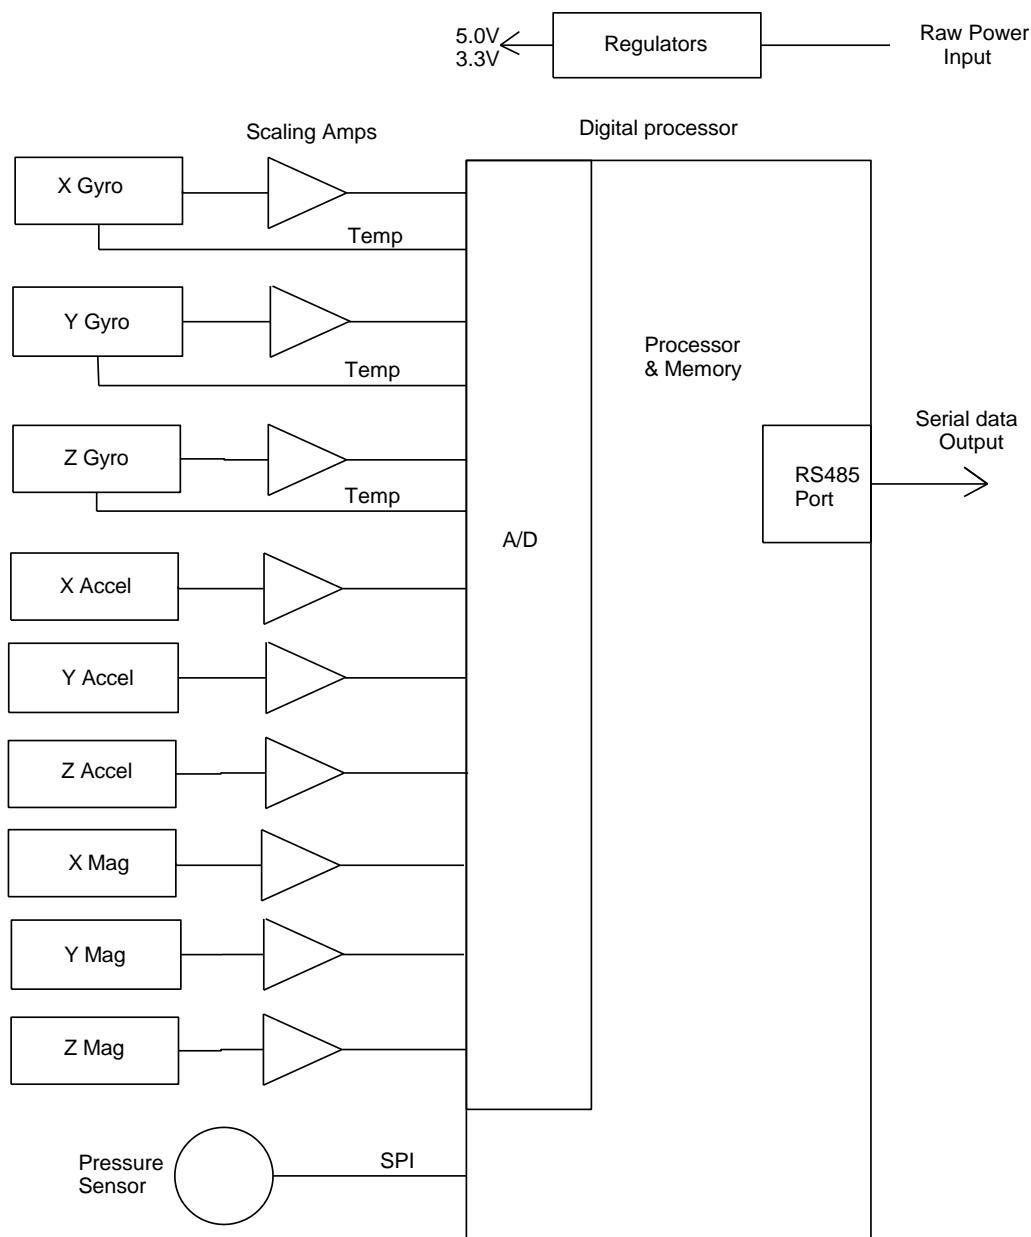 5.0V
3.3V
Regulators
Raw Power
Input
Scaling Amps
Digital processor
X Gyro
Temp
Y Gyro
Temp
Processor
& Memory
Z Gyro
Temp
Serial data
Output
RS485
Port
A/D
X Accel
Y Accel
Z Accel
X Mag
Y Mag
Z Mag
Pressure
Sensor
SPI